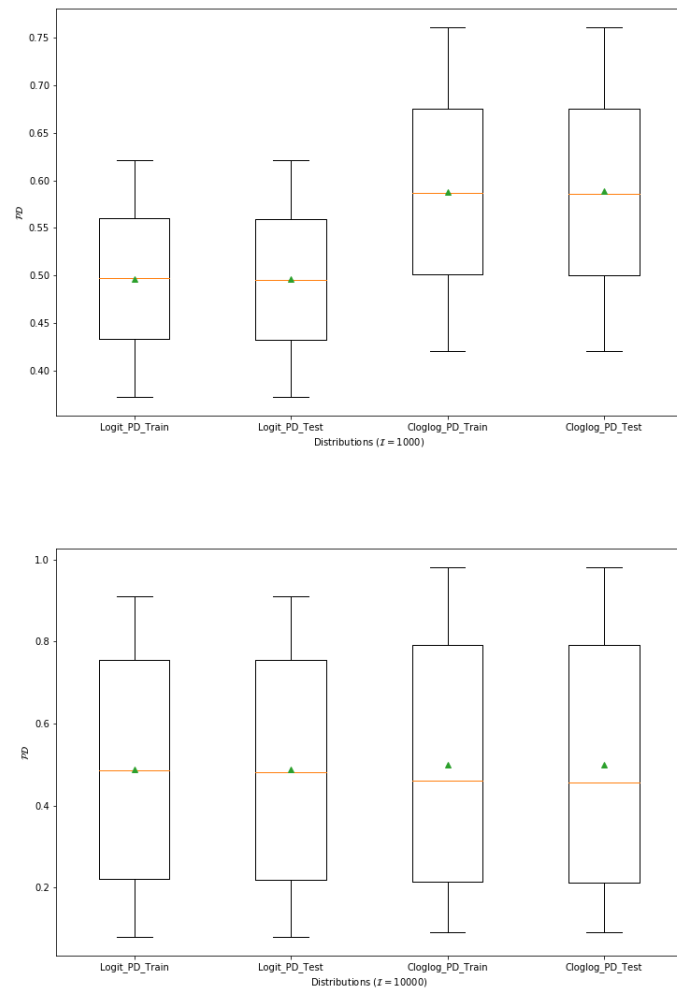 0.75
0.70
0.65
0.60
0.55
0.50
0.45
0.40
𝒫𝒟
Logit_PD_Train Logit_PD_Test Cloglog_PD_Train Cloglog_PD_Test
Distributions (ℐ = 1000)
1.0
0.8
0.6
0.4
0.2
𝒫𝒟
Logit_PD_Train Logit_PD_Test Cloglog_PD_Train Cloglog_PD_Test
Distributions (ℐ = 10000)